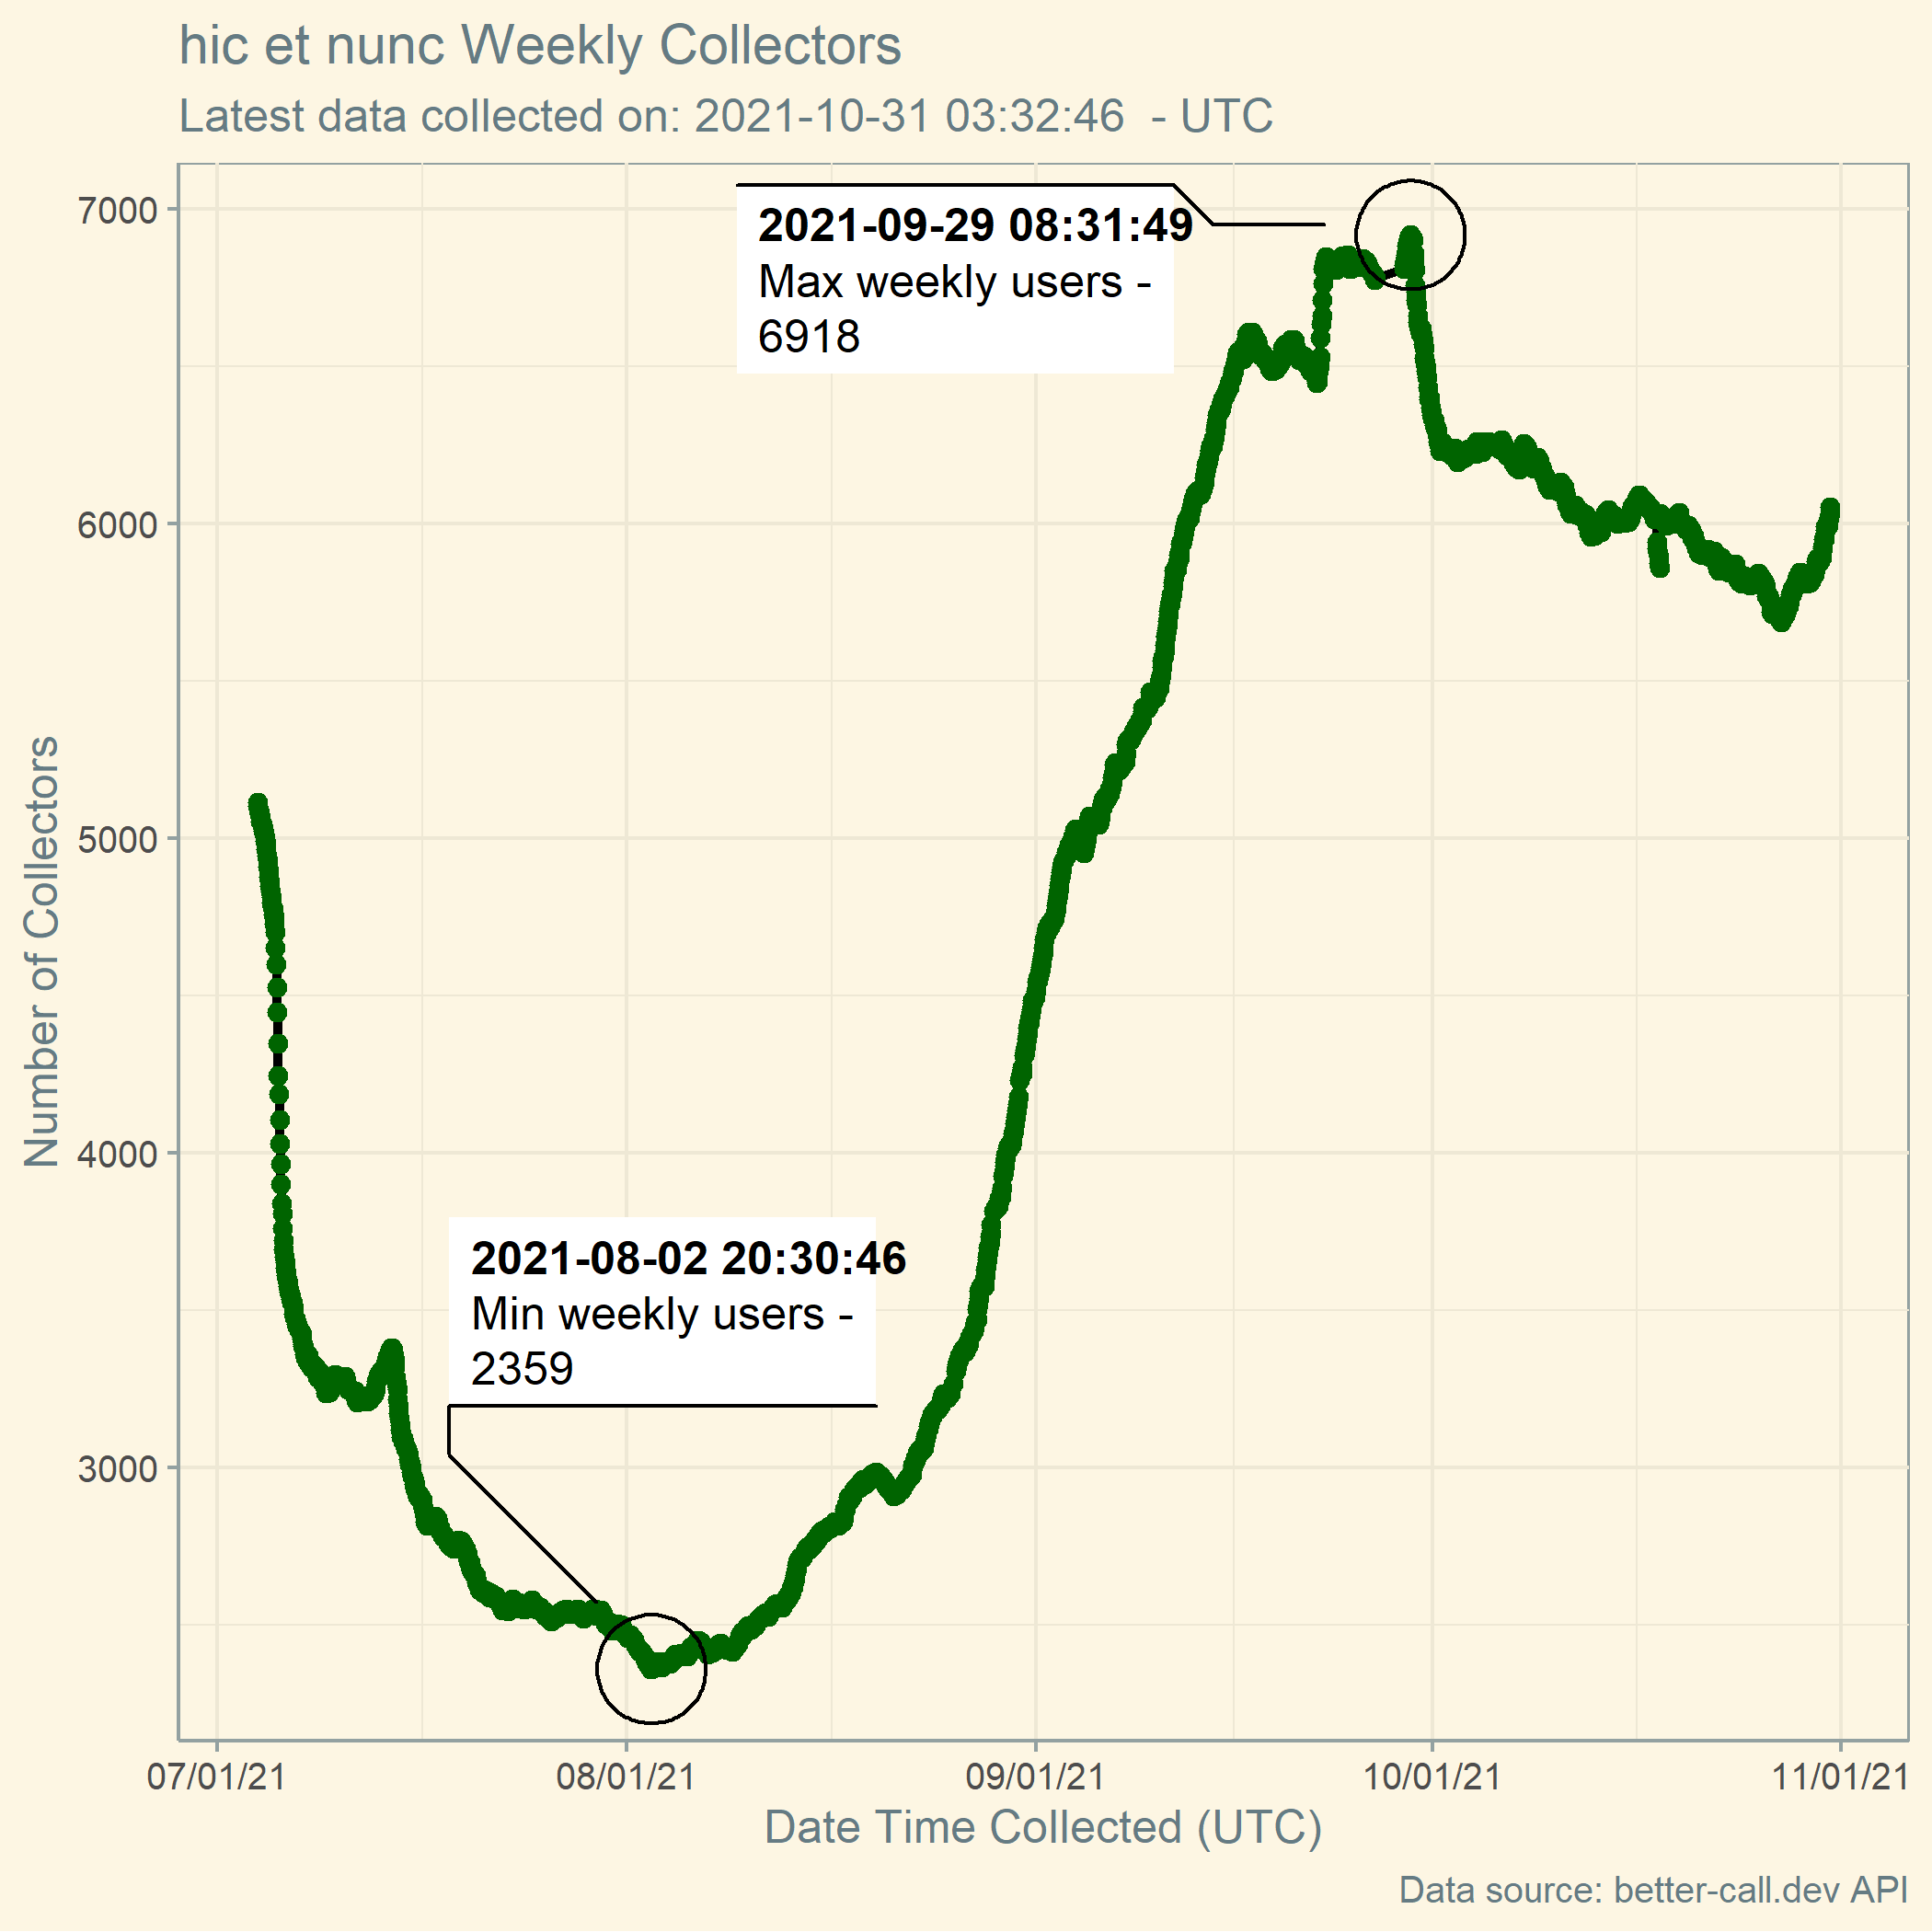 hic et nunc Weekly Collectors
Latest data collected on: 2021-10-31 03:32:46  - UTC
7000
6000
5000
4000
3000
Number of Collectors
2021-09-29 08:31:49
Max weekly users -
6918
2021-08-02 20:30:46
Min weekly users -
2359
07/01/21
08/01/21
09/01/21
10/01/21
11/01/21
Date Time Collected (UTC)
Data source: better-call.dev API